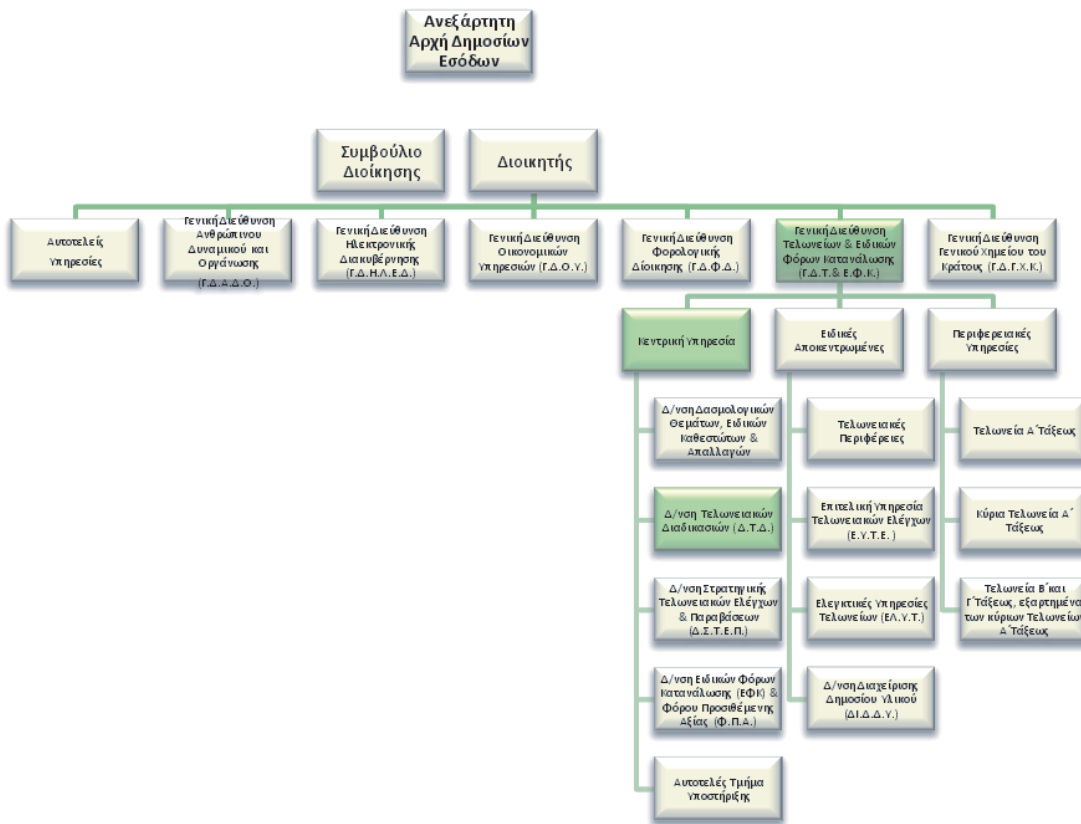 Ανεξάρτητη
Αρχή Δημοσίων
Εσόδων
Συμβούλιο
Διοίκησης
Διοικητής
Αυτοτελείς
Υπηρεσίες
Γενική Διεύθυνση
Ανθρώπινου
Δυναμικού και
Οργάνωσης
(Γ.Δ.Α.Δ.Ο.)
Γενική Διεύθυνση
Ηλεκτρονικής
Διακυβέρνησης
(Γ.Δ.Η.Λ.Ε.Δ.)
Γενική Διεύθυνση
Οικονομικών
Υπηρεσιών (Γ.Δ.Ο.Υ.)
Γενική Διεύθυνση
Φορολογικής
Δίοικησης (Γ.Δ.Φ.Δ.)
Γενική Διεύθυνση
Τελωνείων & Ειδικών
Φόρων Κατανάλωσης
(Γ.Δ.Τ.& Ε.Φ.Κ.)
Γενική Διεύθυνση
Γενικού Χημείου του
Κράτους (Γ.Δ.Γ.Χ.Κ.)
Κεντρική Υπηρεσία
Ειδικές
Αποκεντρωμένες
Περιφερειακές
Υπηρεσίες
Δ/νση Δασμολογικών
Θεμάτων, Ειδικών
Καθεστώτων &
Απαλλαγών
Τελωνειακές
Περιφέρειες
Τελωνεία Α΄Τάξεως
Δ/νση Τελωνειακών
Διαδικασιών (Δ.Τ.Δ.)
Επιτελική Υπηρεσία
Τελωνειακών Ελέγχων
(Ε.Υ.Τ.Ε.)
Κύρια Τελωνεία Α΄
Τάξεως
Δ/νση Στρατηγικής
Τελωνειακών Ελέγχων
& Παραβάσεων
(Δ.Σ.Τ.Ε.Π.)
Ελεγκτικές Υπηρεσίες
Τελωνείων (ΕΛ.Υ.Τ.)
Τελωνεία Β΄και
Γ΄Τάξεως, εξαρτημένα
των κύριων Τελωνείων
Α΄Τάξεως
Δ/νση Ειδικών Φόρων
Κατανάλωσης (ΕΦΚ) &
Φόρου Προσιθέμενης
Αξίας (Φ.Π.Α.)
Δ/νση Διαχείρισης
Δημοσίου Υλικού
(ΔΙ.Δ.Δ.Υ.)
Αυτοτελές Τμήμα
Υποστήριξης